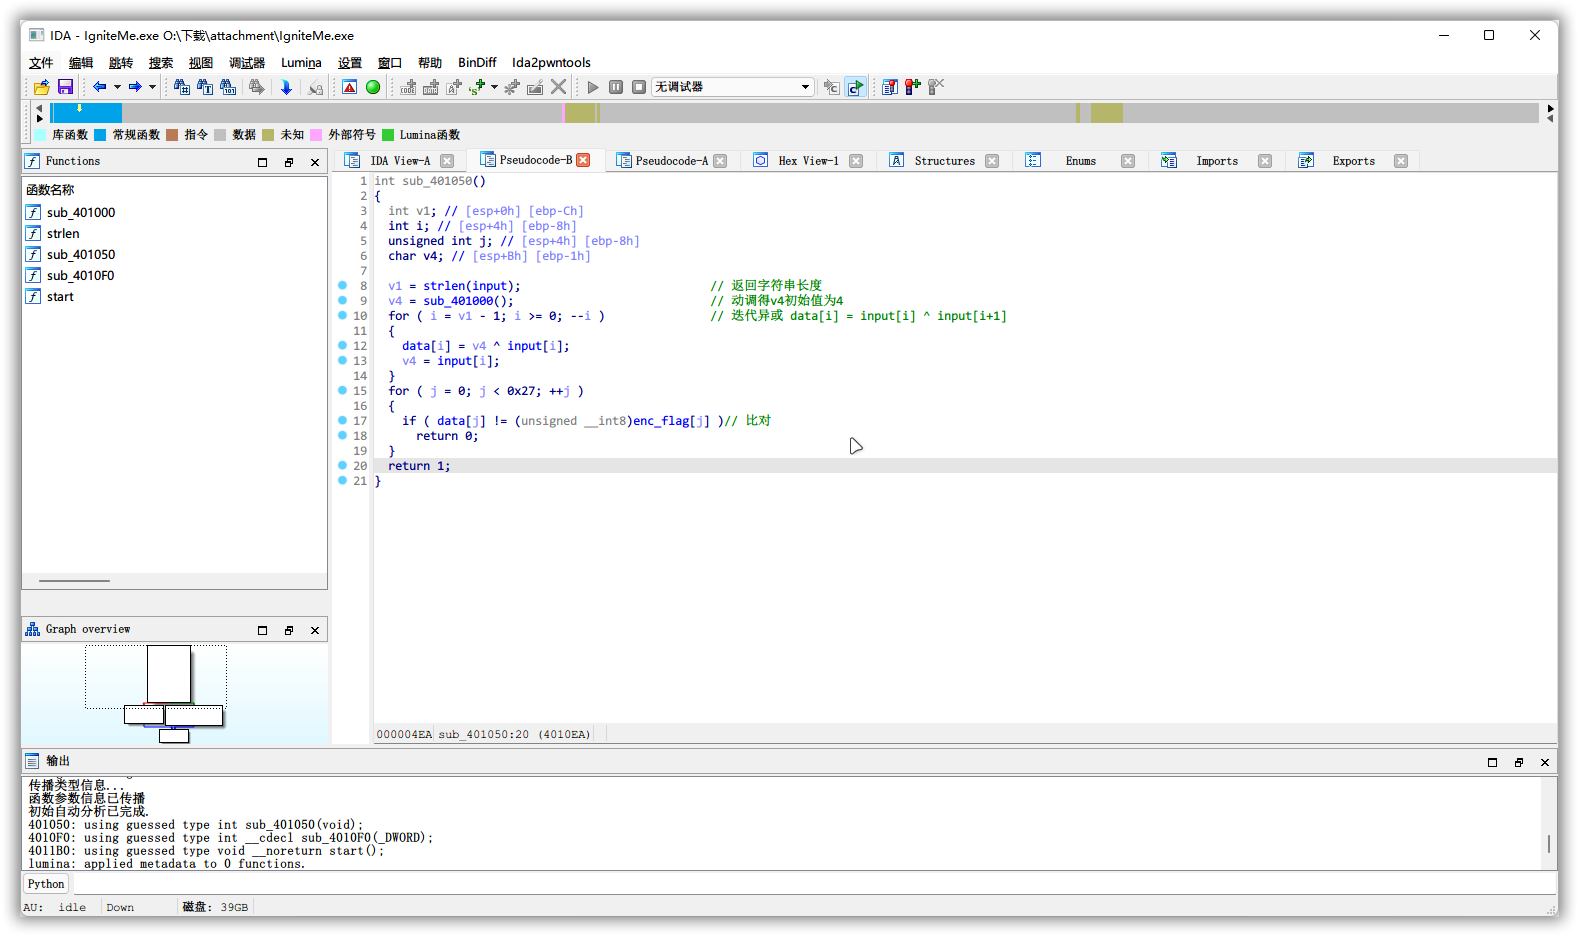 IDA - IgniteMe.exe O:\下载\attachment\IgniteMe.exe
文件 编辑 跳转 搜索 视图 调试器 Lumina 设置 窗口 帮助 BinDiff Ida2pwntools
无调试器
库函数 常规函数 指令 数据 未知 外部符号 Lumina函数
Functions
函数名称
sub_401000
strlen
sub_401050
sub_4010F0
start
Graph overview
IDA View-A Pseudocode-B Pseudocode-A Hex View-1 Structures Enums Imports Exports
1 int sub_401050()
2 {
3   int v1; // [esp+0h] [ebp-Ch]
4   int i; // [esp+4h] [ebp-8h]
5   unsigned int j; // [esp+4h] [ebp-8h]
6   char v4; // [esp+Bh] [ebp-1h]
7
8   v1 = strlen(input);                           // 返回字符串长度
9   v4 = sub_401000();                            // 动调得v4初始值为4
10   for ( i = v1 - 1; i >= 0; --i )               // 迭代异或 data[i] = input[i] ^ input[i+1]
11   {
12     data[i] = v4 ^ input[i];
13     v4 = input[i];
14   }
15   for ( j = 0; j < 0x27; ++j )
16   {
17     if ( data[j] != (unsigned __int8)enc_flag[j] )// 比对
18       return 0;
19   }
20   return 1;
21 }
000004EA sub_401050:20 (4010EA)
输出
传播类型信息...
函数参数信息已传播
初始自动分析已完成.
401050: using guessed type int sub_401050(void);
4010F0: using guessed type int __cdecl sub_4010F0(_DWORD);
4011B0: using guessed type void __noreturn start();
lumina: applied metadata to 0 functions.
Python
AU: idle Down 磁盘: 39GB